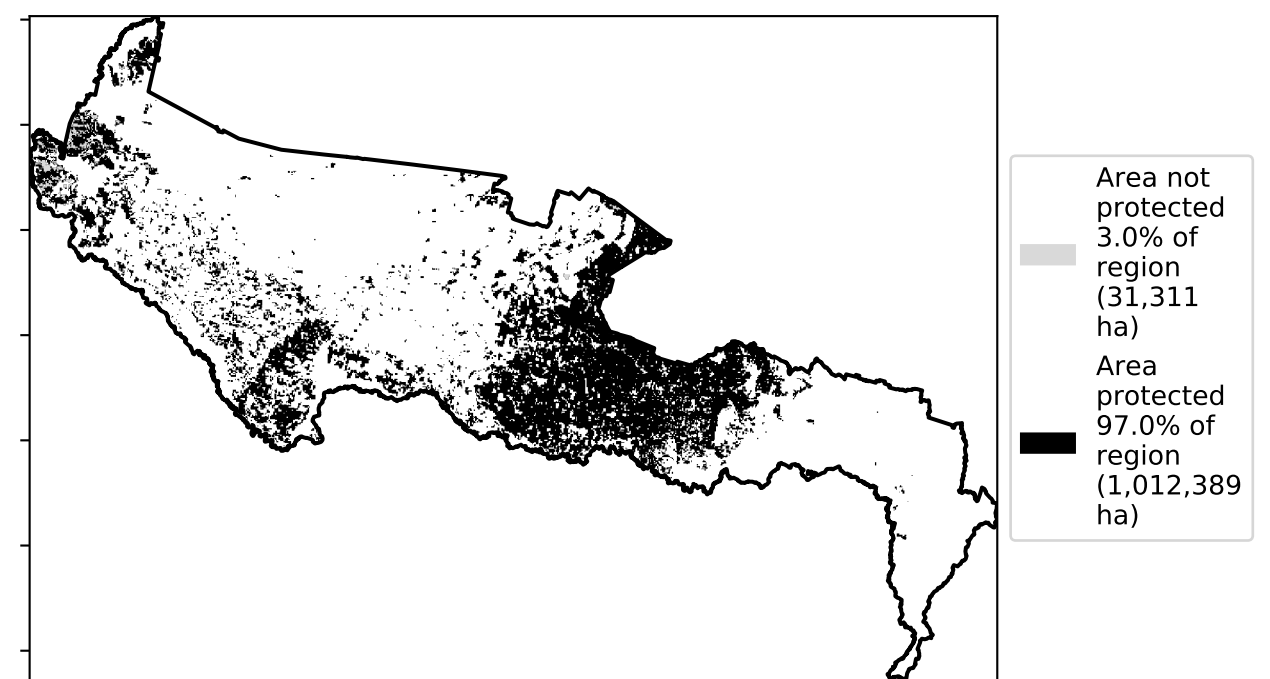 Area not
protected
3.0% of
region
(31,311
ha)
Area
protected
97.0% of
region
(1,012,389
ha)